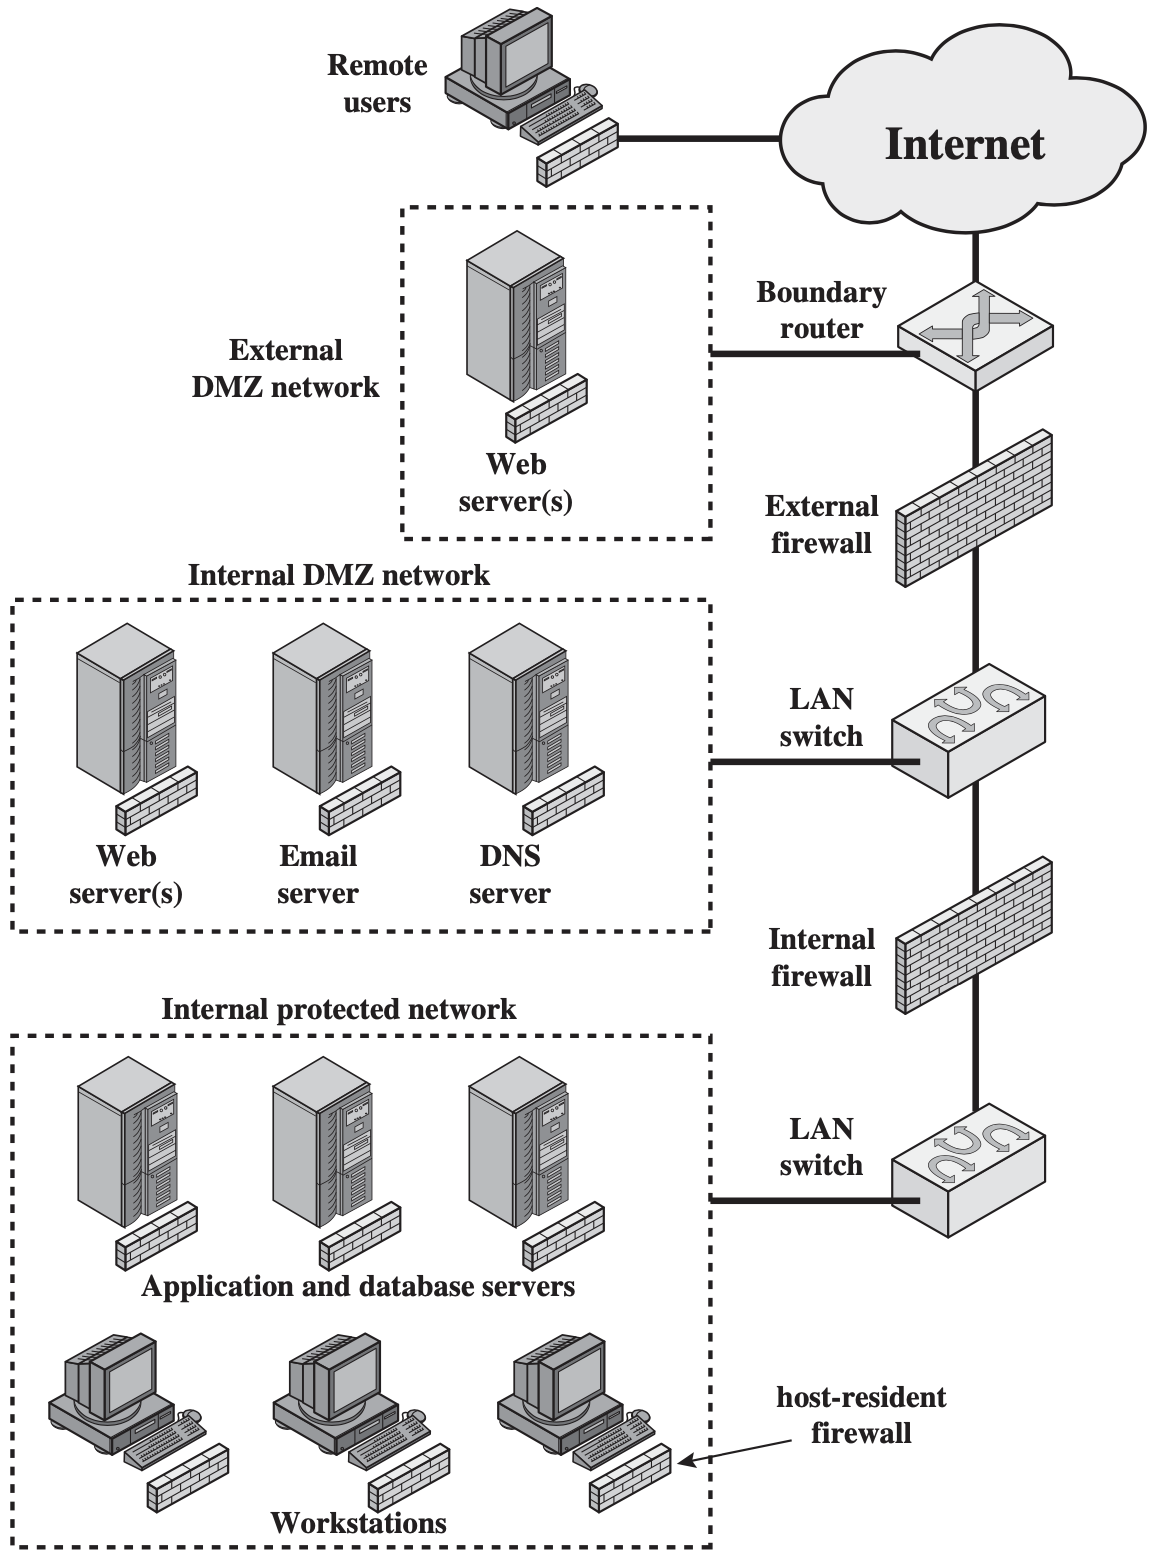 Remote
users
Internet
Boundary
router
External
DMZ network
Web
server(s)
External
firewall
Internal DMZ network
LAN
switch
Web
server(s)
Email
server
DNS
server
Internal
firewall
Internal protected network
LAN
switch
Application and database servers
host-resident
firewall
Workstations